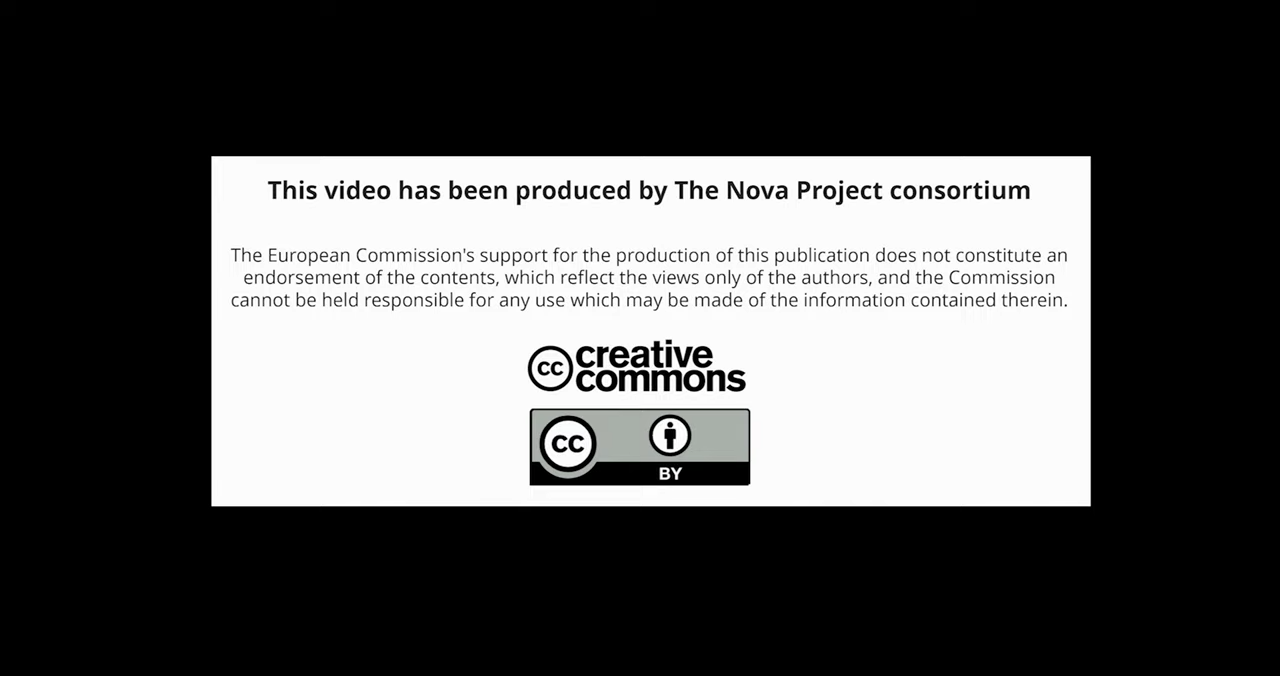 This video has been produced by The Nova Project consortium
The European Commission's support for the production of this publication does not constitute an
endorsement of the contents, which reflect the views only of the authors, and the Commission
cannot be held responsible for any use which may be made of the information contained therein.
cc creative
commons
cc
BY